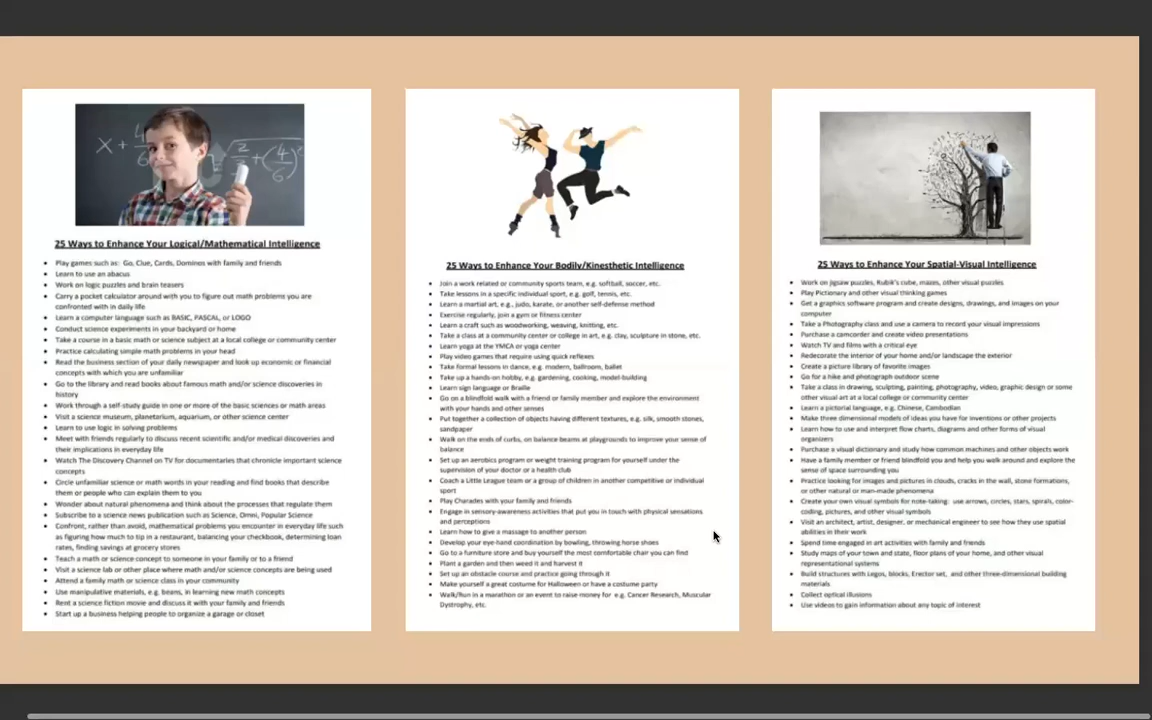 x + 4/6
2/7 + (4/6)
25 Ways to Enhance Your Logical/Mathematical Intelligence
• Play games such as: Go, Clue, Cards, Dominos with family and friends
• Learn to use an abacus
• Work on logic puzzles and brain teasers
• Carry a pocket calculator around with you to figure out math problems you are
confronted with in daily life
• Learn a computer language such as BASIC, PASCAL, or LOGO
• Conduct science experiments in your backyard or home
• Take a course in a basic math or science subject at a local college or community center
• Practice calculating simple math problems in your head
• Read the business section of your daily newspaper and look up economic or financial
concepts with which you are unfamiliar
• Go to the library and read books about famous math and/or science discoveries in
history
• Work through a self-study guide in one or more of the basic sciences or math areas
• Visit a science museum, planetarium, aquarium, or other science center
• Learn to use logic in solving problems
• Meet with friends regularly to discuss recent scientific and/or medical discoveries and
their implications in everyday life
• Watch The Discovery Channel on TV for documentaries that chronicle important science
concepts
• Circle unfamiliar science or math words in your reading and find books that describe
them or people who can explain them to you
• Wonder about natural phenomena and think about the processes that regulate them
• Subscribe to a science news publication such as Science, Omni, Popular Science
• Confront, rather than avoid, mathematical problems you encounter in everyday life such
as figuring how much to tip in a restaurant, balancing your checkbook, determining loan
rates, finding savings at grocery stores
• Teach a math or science concept to someone in your family or to a friend
• Visit a science lab or other place where math and/or science concepts are being used
• Attend a family math or science class in your community
• Use manipulative materials, e.g. beans, in learning new math concepts
• Rent a science fiction movie and discuss it with your family and friends
• Start up a business helping people to organize a garage or closet
25 Ways to Enhance Your Bodily/Kinesthetic Intelligence
• Join a work related or community sports team, e.g. softball, soccer, etc.
• Take lessons in a specific individual sport, e.g. golf, tennis, etc.
• Learn a martial art, e.g., judo, karate, or another self-defense method
• Exercise regularly, join a gym or fitness center
• Learn a craft such as woodworking, weaving, knitting, etc.
• Take a class at a community center or college in art, e.g. clay, sculpture in stone, etc.
• Learn yoga at the YMCA or yoga center
• Play video games that require using quick reflexes
• Take formal lessons in dance, e.g. modern, ballroom, ballet
• Take up a hands-on hobby, e.g. gardening, cooking, model-building
• Learn sign language or Braille
• Go on a blindfold walk with a friend or family member and explore the environment
with your hands and other senses
• Put together a collection of objects having different textures, e.g. silk, smooth stones,
sandpaper
• Walk on the ends of curbs, on balance beams at playgrounds to improve your sense of
balance
• Set up an aerobics program or weight training program for yourself under the
supervision of your doctor or a health club
• Coach a Little League team or a group of children in another competitive or individual
sport
• Play Charades with your family and friends
• Engage in sensory-awareness activities that put you in touch with physical sensations
and perceptions
• Learn how to give a massage to another person
• Develop your eye-hand coordination by bowling, throwing horse shoes
• Go to a furniture store and buy yourself the most comfortable chair you can find
• Plant a garden and then weed it and harvest it
• Set up an obstacle course and practice going through it
• Make yourself a great costume for Halloween or have a costume party
• Walk/Run in a marathon or an event to raise money for e.g. Cancer Research, Muscular
Dystrophy, etc.
25 Ways to Enhance Your Spatial-Visual Intelligence
• Work on jigsaw puzzles, Rubik's cube, mazes, other visual puzzles
• Play Pictionary and other visual thinking games
• Get a graphics software program and create designs, drawings, and images on your
computer
• Take a Photography class and use a camera to record your visual impressions
• Purchase a camcorder and create video presentations
• Watch TV and films with a critical eye
• Redecorate the interior of your home and/or landscape the exterior
• Create a picture library of favorite images
• Go for a hike and photograph outdoor scene
• Take a class in drawing, sculpting, painting, photography, video, graphic design or some
other visual art at a local college or community center
• Learn a pictorial language, e.g. Chinese, Cambodian
• Make three dimensional models of ideas you have for inventions or other projects
• Learn how to use and interpret flow charts, diagrams and other forms of visual
organizers
• Purchase a visual dictionary and study how common machines and other objects work
• Have a family member or friend blindfold you and help you walk around and explore the
sense of space surrounding you
• Practice looking for images and pictures in clouds, cracks in the wall, stone formations,
or other natural or man-made phenomena
• Create your own visual symbols for note-taking: use arrows, circles, stars, spirals, color-
coding, pictures, and other visual symbols
• Visit an architect, artist, designer, or mechanical engineer to see how they use spatial
abilities in their work
• Spend time engaged in art activities with family and friends
• Study maps of your town and state, floor plans of your home, and other visual
representational systems
• Build structures with Legos, blocks, Erector set, and other three-dimensional building
materials
• Collect optical illusions
• Use videos to gain information about any topic of interest